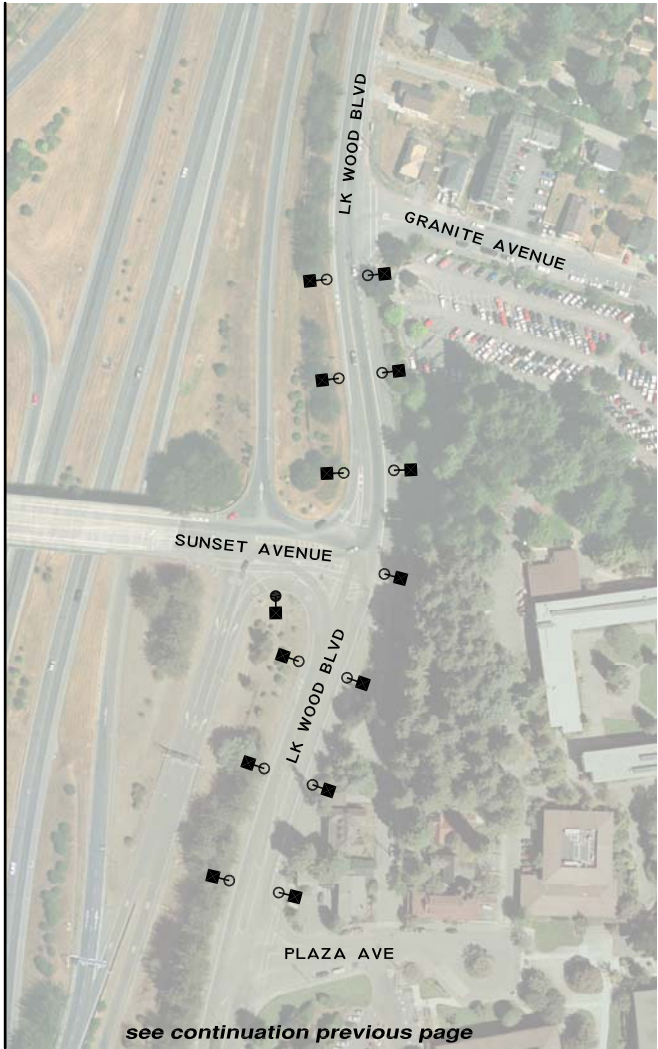 LK WOOD BLVD
GRANITE AVENUE
SUNSET AVENUE
LK WOOD BLVD
PLAZA AVE
see continuation previous page